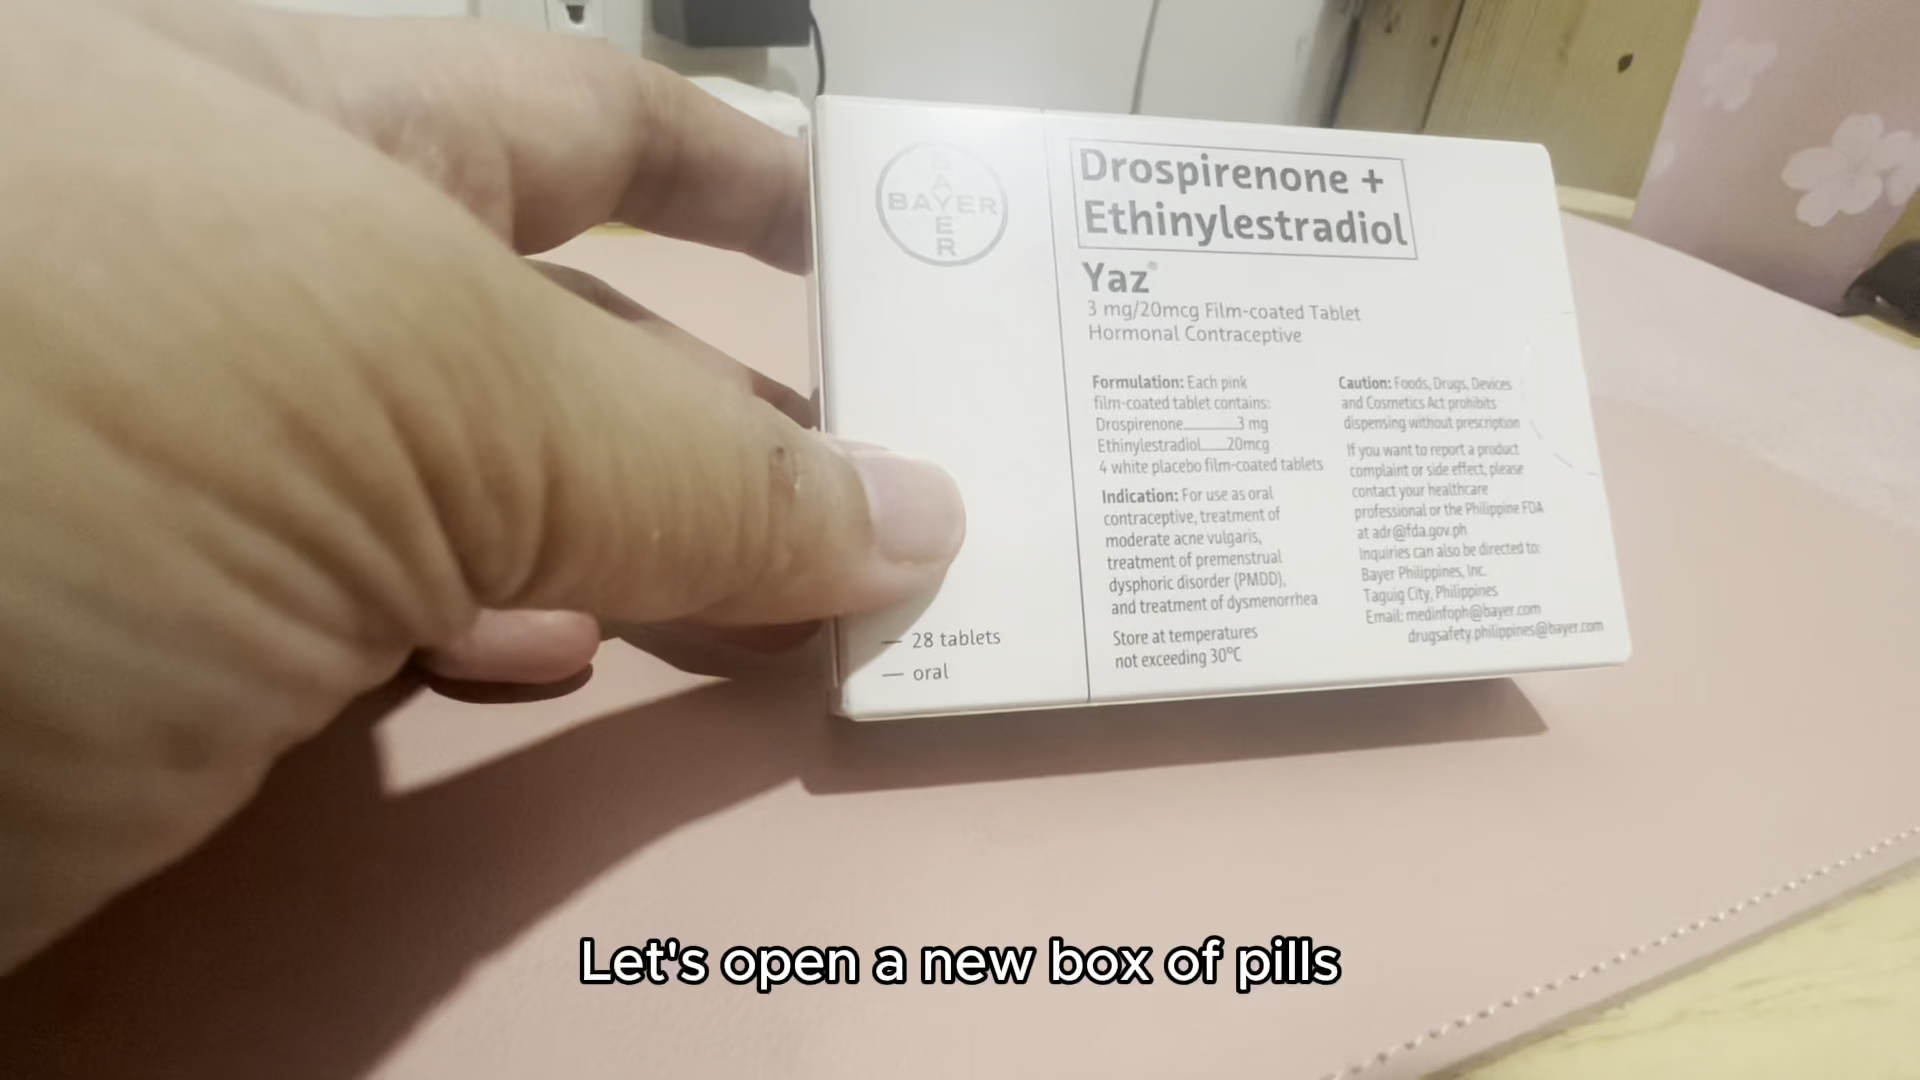 BAYER
BAYER
Drospirenone +
Ethinylestradiol
Yaz®
3 mg/20mcg Film-coated Tablet
Hormonal Contraceptive
Formulation: Each pink
film-coated tablet contains:
Drospirenone............3 mg
Ethinylestradiol......20mcg
4 white placebo film-coated tablets
Indication: For use as oral
contraceptive, treatment of
moderate acne vulgaris,
treatment of premenstrual
dysphoric disorder (PMDD),
and treatment of dysmenorrhea
Store at temperatures
not exceeding 30°C
Caution: Foods, Drugs, Devices
and Cosmetics Act prohibits
dispensing without prescription
If you want to report a product
complaint or side effect, please
contact your healthcare
professional or the Philippine FDA
at adr@fda.gov.ph
Inquiries can also be directed to:
Bayer Philippines, Inc.
Taguig City, Philippines
Email: medinfoph@bayer.com
drugsafety.philippines@bayer.com
— 28 tablets
— oral
Let's open a new box of pills